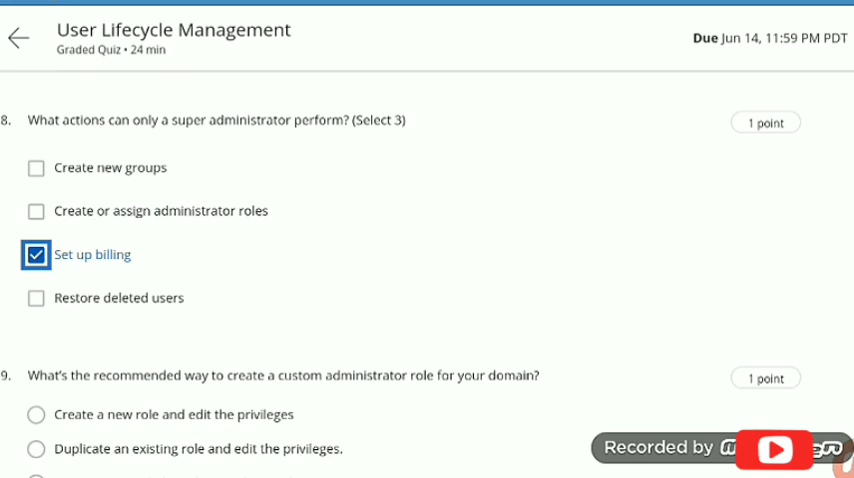 User Lifecycle Management
Graded Quiz • 24 min
Due Jun 14, 11:59 PM PDT
8. What actions can only a super administrator perform? (Select 3)
1 point
Create new groups
Create or assign administrator roles
Set up billing
Restore deleted users
9. What's the recommended way to create a custom administrator role for your domain?
1 point
Create a new role and edit the privileges
Duplicate an existing role and edit the privileges.
Recorded by